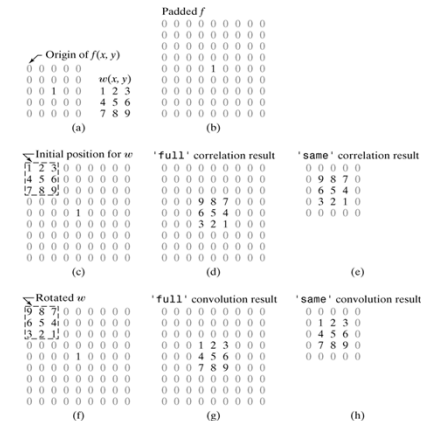 Origin of f(x, y)
0 0 0 0 0
0 0 0 0 0
0 0 1 0 0
0 0 0 0 0
0 0 0 0 0
w(x, y)
1 2 3
4 5 6
7 8 9
(a)
Padded f
0 0 0 0 0 0 0 0 0
0 0 0 0 0 0 0 0 0
0 0 0 0 0 0 0 0 0
0 0 0 0 0 0 0 0 0
0 0 0 0 1 0 0 0 0
0 0 0 0 0 0 0 0 0
0 0 0 0 0 0 0 0 0
0 0 0 0 0 0 0 0 0
0 0 0 0 0 0 0 0 0
(b)
Initial position for w
1 2 3 0 0 0 0 0 0
4 5 6 0 0 0 0 0 0
7 8 9 0 0 0 0 0 0
0 0 0 0 0 0 0 0 0
0 0 0 0 1 0 0 0 0
0 0 0 0 0 0 0 0 0
0 0 0 0 0 0 0 0 0
0 0 0 0 0 0 0 0 0
0 0 0 0 0 0 0 0 0
(c)
'full' correlation result
0 0 0 0 0 0 0 0 0
0 0 0 0 0 0 0 0 0
0 0 0 0 0 0 0 0 0
0 0 0 9 8 7 0 0 0
0 0 0 6 5 4 0 0 0
0 0 0 3 2 1 0 0 0
0 0 0 0 0 0 0 0 0
0 0 0 0 0 0 0 0 0
0 0 0 0 0 0 0 0 0
(d)
'same' correlation result
0 0 0 0 0
0 9 8 7 0
0 6 5 4 0
0 3 2 1 0
0 0 0 0 0
(e)
Rotated w
9 8 7 0 0 0 0 0 0
6 5 4 0 0 0 0 0 0
3 2 1 0 0 0 0 0 0
0 0 0 0 0 0 0 0 0
0 0 0 0 1 0 0 0 0
0 0 0 0 0 0 0 0 0
0 0 0 0 0 0 0 0 0
0 0 0 0 0 0 0 0 0
0 0 0 0 0 0 0 0 0
(f)
'full' convolution result
0 0 0 0 0 0 0 0 0
0 0 0 0 0 0 0 0 0
0 0 0 0 0 0 0 0 0
0 0 0 1 2 3 0 0 0
0 0 0 4 5 6 0 0 0
0 0 0 7 8 9 0 0 0
0 0 0 0 0 0 0 0 0
0 0 0 0 0 0 0 0 0
0 0 0 0 0 0 0 0 0
(g)
'same' convolution result
0 0 0 0 0
0 1 2 3 0
0 4 5 6 0
0 7 8 9 0
0 0 0 0 0
(h)